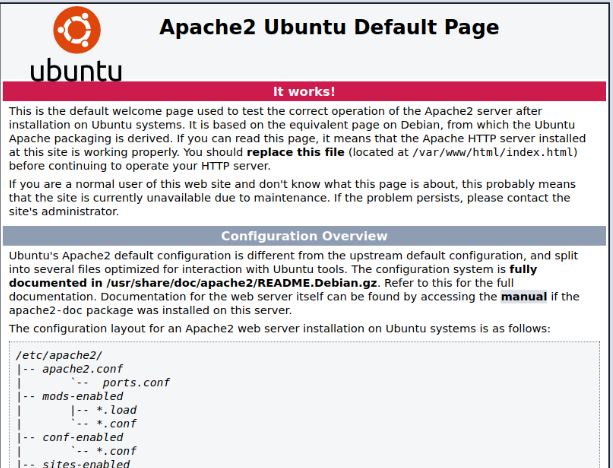 Apache2 Ubuntu Default Page
ubuntu
It works!
This is the default welcome page used to test the correct operation of the Apache2 server after
installation on Ubuntu systems. It is based on the equivalent page on Debian, from which the Ubuntu
Apache packaging is derived. If you can read this page, it means that the Apache HTTP server installed
at this site is working properly. You should replace this file (located at /var/www/html/index.html)
before continuing to operate your HTTP server.
If you are a normal user of this web site and don't know what this page is about, this probably means
that the site is currently unavailable due to maintenance. If the problem persists, please contact the
site's administrator.
Configuration Overview
Ubuntu's Apache2 default configuration is different from the upstream default configuration, and split
into several files optimized for interaction with Ubuntu tools. The configuration system is fully
documented in /usr/share/doc/apache2/README.Debian.gz. Refer to this for the full
documentation. Documentation for the web server itself can be found by accessing the manual if the
apache2-doc package was installed on this server.
The configuration layout for an Apache2 web server installation on Ubuntu systems is as follows:
/etc/apache2/
|-- apache2.conf
|       `--  ports.conf
|-- mods-enabled
|       |-- *.load
|       `-- *.conf
|-- conf-enabled
|       `-- *.conf
|-- sites-enabled